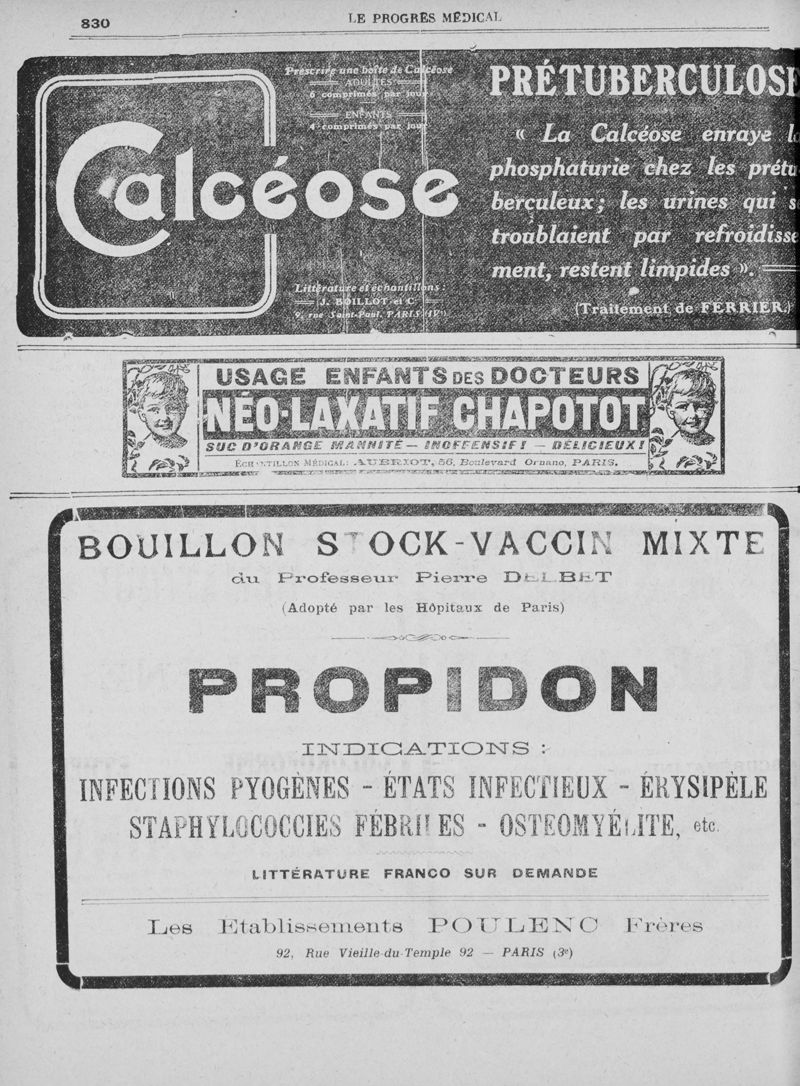 830
LE PROGRÈS MÉDICAL
Prescrire une boîte de Calcéose
ADULTES
6 comprimés par jour
ENFANTS
4 comprimés par jour
Calcéose
Littérature et échantillons :
J. BOILLOT et C
9, rue Saint-Paul, PARIS (IVe)
PRÉTUBERCULOSE
« La Calcéose enraye la
phosphaturie chez les prétu-
berculeux; les urines qui se
troublaient par refroidisse
ment, restent limpides ».
(Traitement de FERRIER.)
USAGE ENFANTS DES DOCTEURS
NÉO-LAXATIF CHAPOTOT
SUC D'ORANGE MANNITÉ — INOFFENSIF! — DÉLICIEUX!
ECHANTILLON MÉDICAL: AUBRIOT, 56, Boulevard Ornano, PARIS.
BOUILLON STOCK-VACCIN MIXTE
du Professeur Pierre DELBET
(Adopté par les Hôpitaux de Paris)
PROPIDON
INDICATIONS :
INFECTIONS PYOGÈNES - ÉTATS INFECTIEUX - ÉRYSIPÈLE
STAPHYLOCOCCIES FÉBRILES - OSTEOMYÉLITE, etc.
LITTÉRATURE FRANCO SUR DEMANDE
Les Etablissements POULENC Frères
92, Rue Vieille-du-Temple 92 — PARIS (3e)